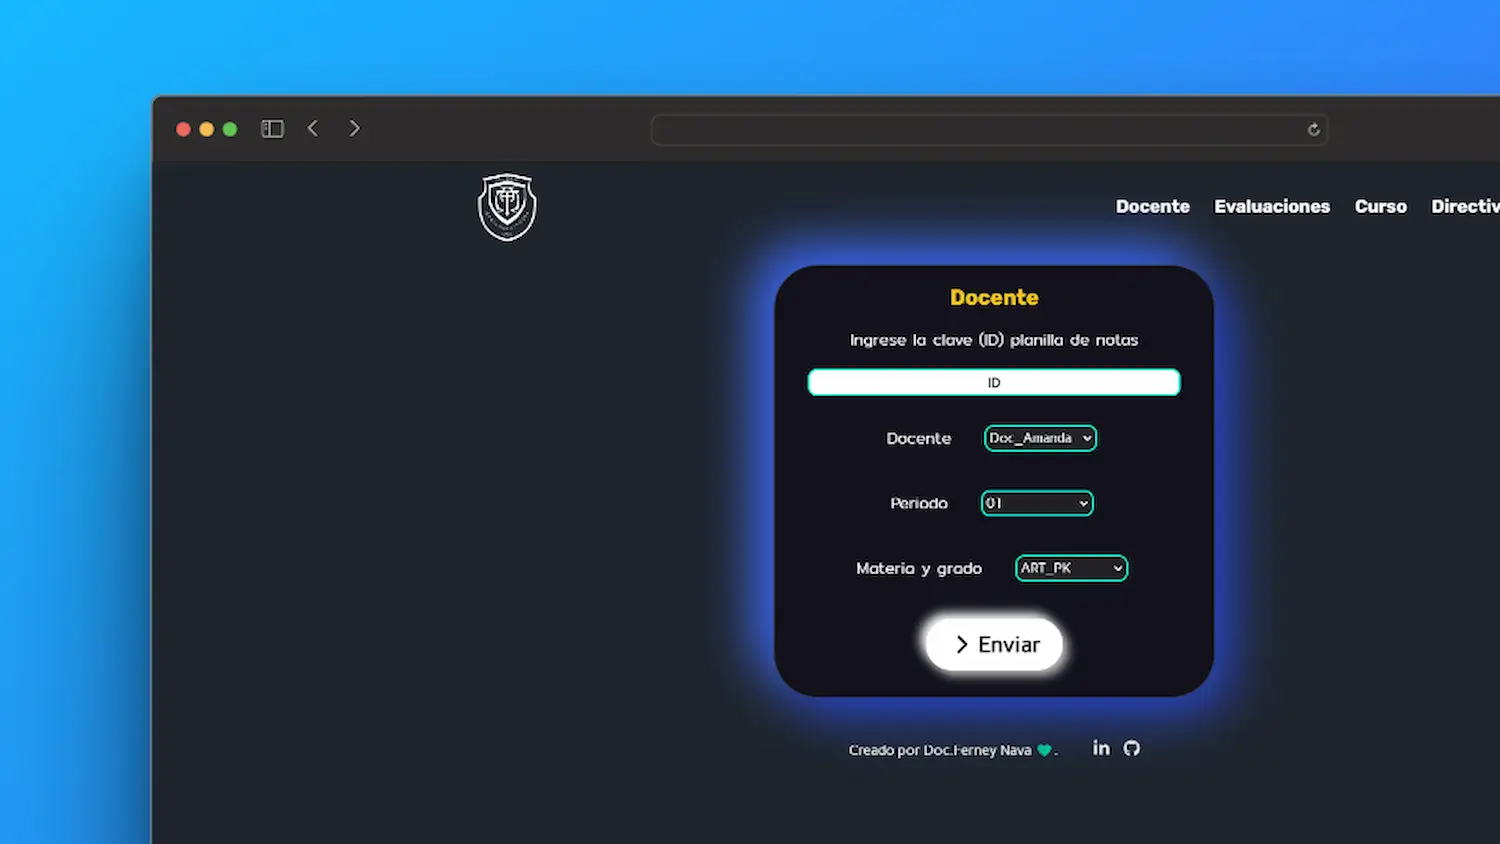 Docente Evaluaciones Curso Directiv
Docente
Ingrese la clave (ID) planilla de notas
ID
Docente Doc_Amanda
Periodo 01
Materia y grado ART_PK
Enviar
Creado por Doc.Ferney Nava
in